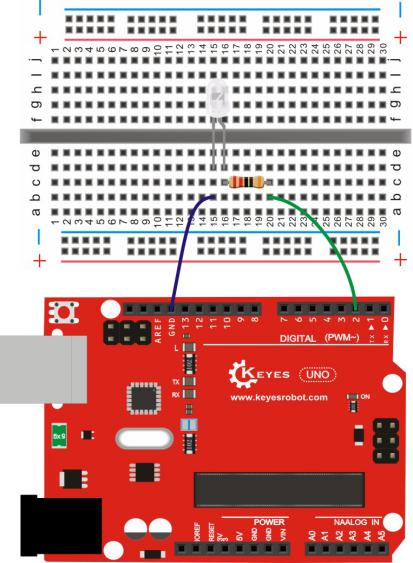 + +
1 2 3 4 5 6 7 8 9 10 11 12 13 14 15 16 17 18 19 20 21 22 23 24 25 26 27 28 29 30
j j
i i
h h
g g
f f
e e
d d
c c
b b
a a
1 2 3 4 5 6 7 8 9 10 11 12 13 14 15 16 17 18 19 20 21 22 23 24 25 26 27 28 29 30
+ +
AREF GND 13 12 11 10 9 8 7 6 5 4 3 2 TX ▶ 1 RX ▶ 0
DIGITAL (PWM~)
L
KEYES UNO
TX
RX
www.keyesrobot.com
ON
6x9
POWER NAALOG IN
IOREF RESET 3V3 5V GND GND VIN A0 A1 A2 A3 A4 A5